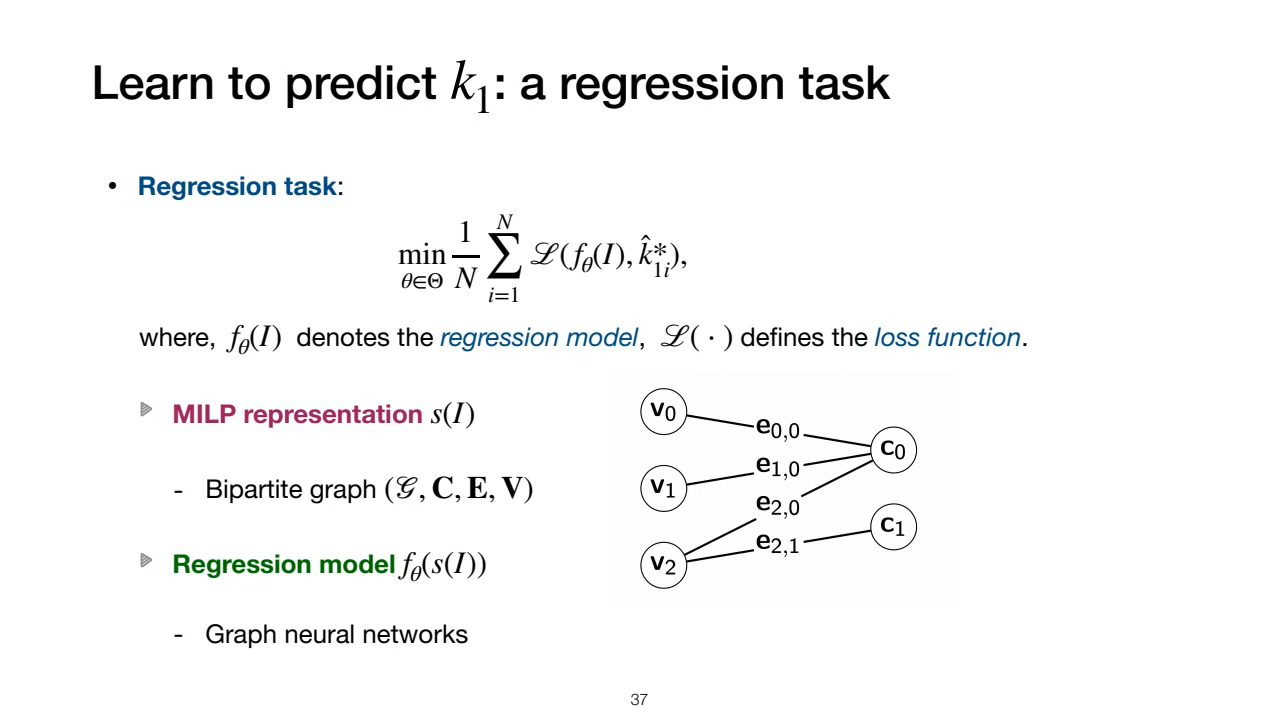 Learn to predict k₁: a regression task
• Regression task:
min_{θ∈Θ} 1/N ∑_{i=1}^{N} ℒ(f_θ(I), k̂*_{1i}),
where, f_θ(I) denotes the regression model, ℒ( · ) defines the loss function.
MILP representation s(I)
- Bipartite graph (𝒢, C, E, V)
Regression model f_θ(s(I))
- Graph neural networks
v₀
e₀,₀
c₀
v₁
e₁,₀
e₂,₀
c₁
v₂
e₂,₁
37